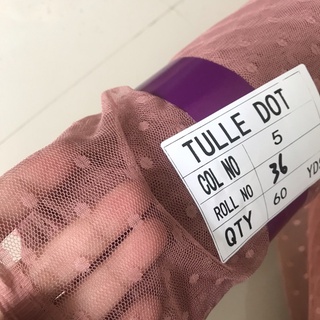 TULLE DOT
COL NO 5
ROLL NO 36
QTY 60 YDS